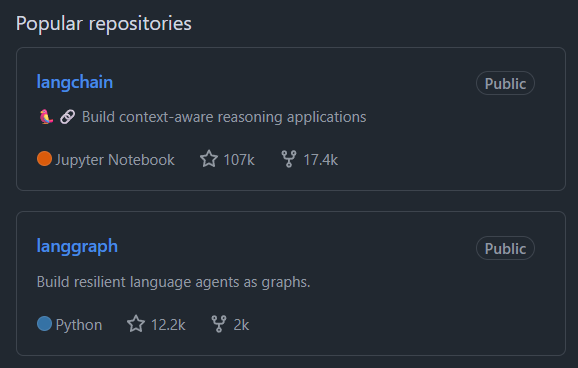 Popular repositories
langchain Public
🦜🔗 Build context-aware reasoning applications
Jupyter Notebook 107k 17.4k
langgraph Public
Build resilient language agents as graphs.
Python 12.2k 2k